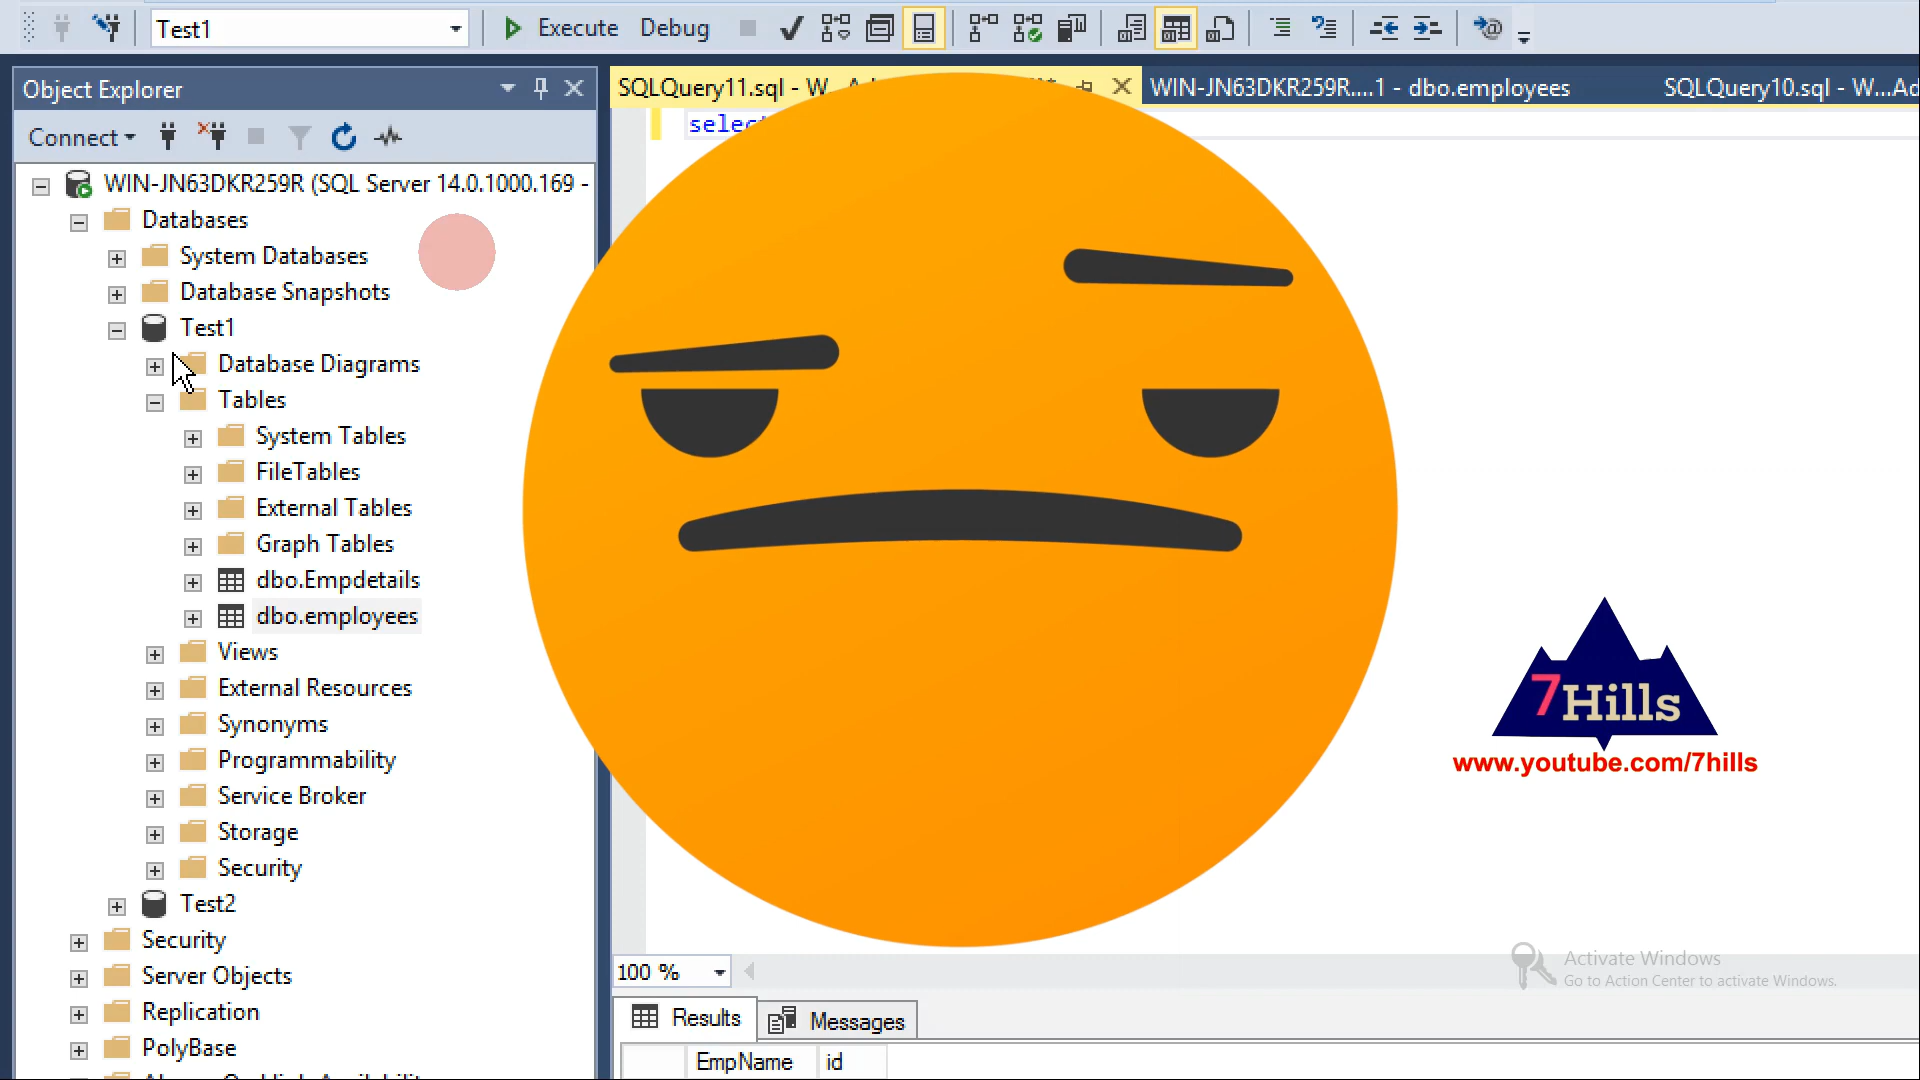 Test1
Execute
Debug
Object Explorer
SQLQuery11.sql - W...
WIN-JN63DKR259R....1 - dbo.employees
SQLQuery10.sql - W...Ad
Connect
selec
WIN-JN63DKR259R (SQL Server 14.0.1000.169 -
Databases
System Databases
Database Snapshots
Test1
Database Diagrams
Tables
System Tables
FileTables
External Tables
Graph Tables
dbo.Empdetails
dbo.employees
Views
External Resources
Synonyms
Programmability
Service Broker
Storage
Security
Test2
Security
Server Objects
Replication
PolyBase
7Hills
www.youtube.com/7hills
Activate Windows
Go to Action Center to activate Windows.
100 %
Results
Messages
EmpName
id